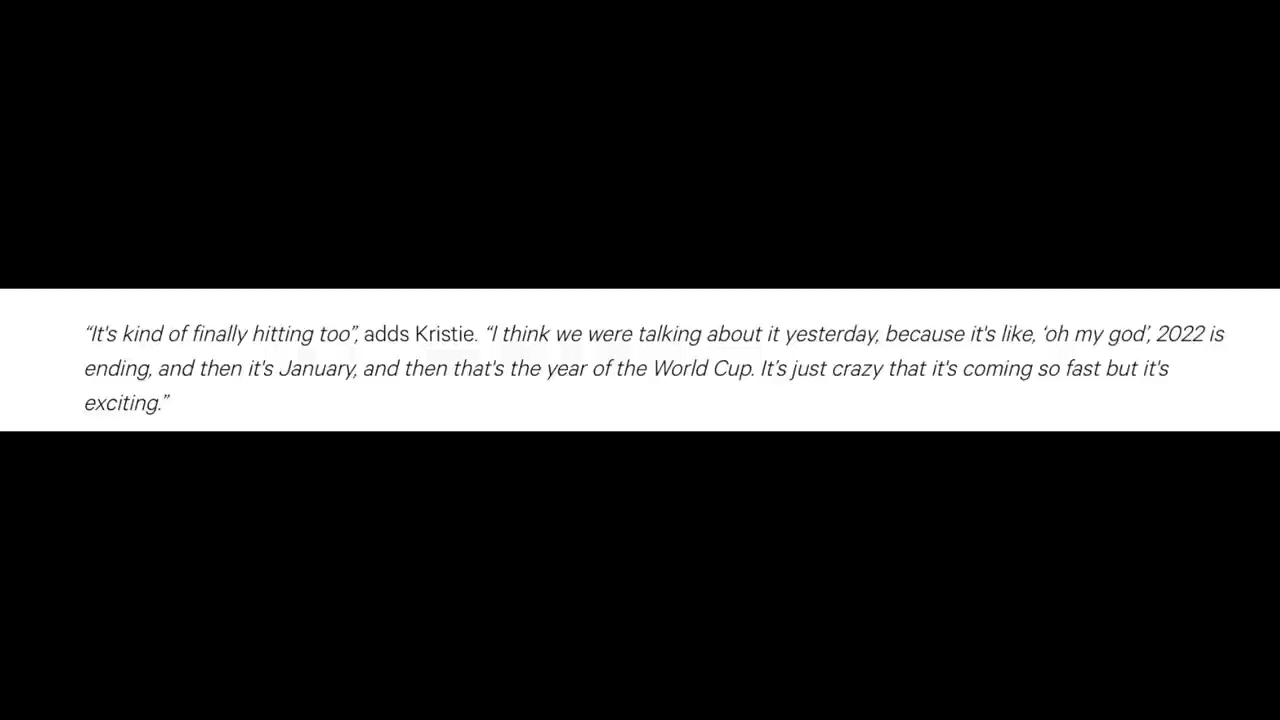 “It's kind of finally hitting too”, adds Kristie. “I think we were talking about it yesterday, because it's like, ‘oh my god’, 2022 is
ending, and then it's January, and then that's the year of the World Cup. It’s just crazy that it's coming so fast but it's
exciting.”